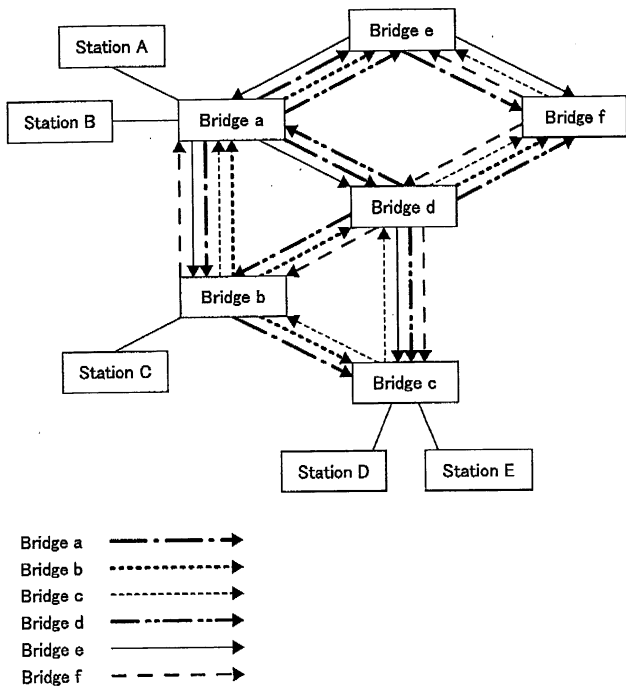 Bridge e
Station A
Station B
Bridge a
Bridge f
Bridge d
Bridge b
Station C
Bridge c
Station D
Station E
Bridge a
Bridge b
Bridge c
Bridge d
Bridge e
Bridge f